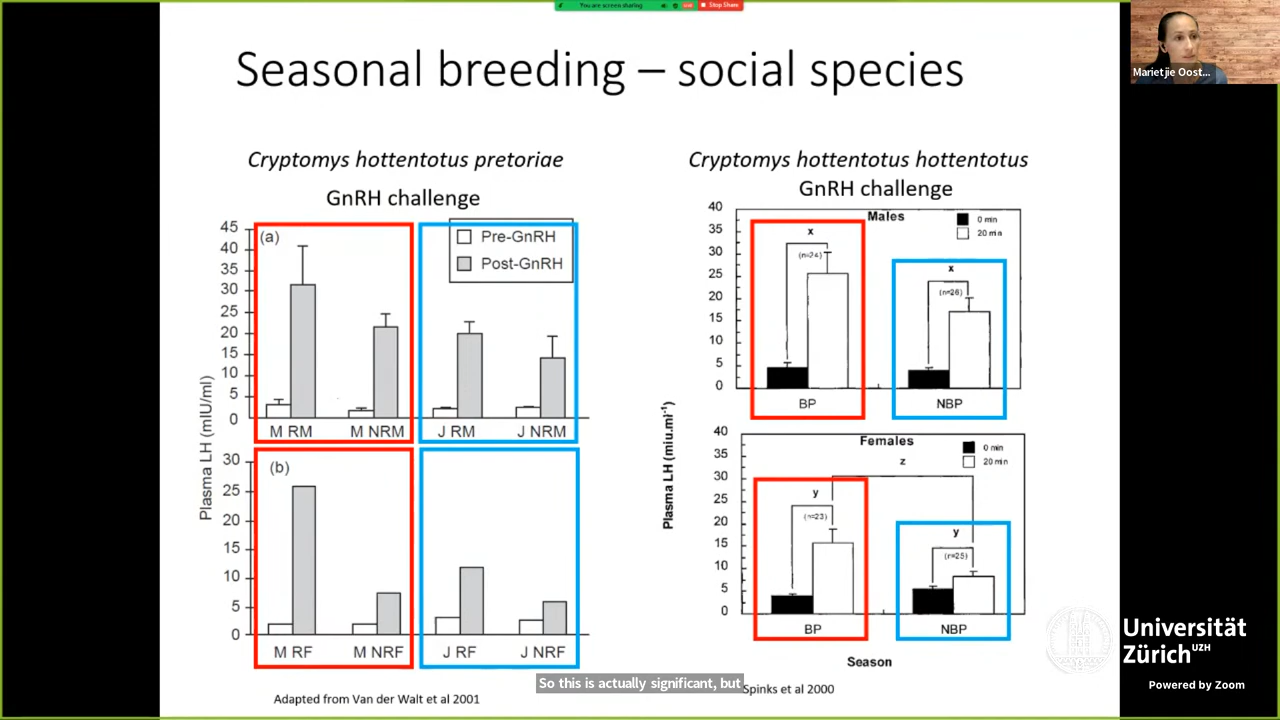 You are screen sharing
Stop Share
Marietjie Oost...
Seasonal breeding – social species
Cryptomys hottentotus pretoriae
GnRH challenge
(a)
Pre-GnRH
Post-GnRH
45
40
35
30
25
20
15
10
5
0
M RM
M NRM
J RM
J NRM
Plasma LH (mIU/ml)
(b)
30
25
20
15
10
5
0
M RF
M NRF
J RF
J NRF
Adapted from Van der Walt et al 2001
Cryptomys hottentotus hottentotus
GnRH challenge
Males
0 min
20 min
40
35
30
25
20
15
10
5
0
x
(n=24)
x
(n=26)
BP
NBP
Plasma LH (miu.ml⁻¹)
Females
0 min
20 min
40
35
30
25
20
15
10
5
0
z
y
(n=23)
y
(n=25)
BP
NBP
Season
Spinks et al 2000
So this is actually significant, but
Universität
Zürich UZH
Powered by Zoom